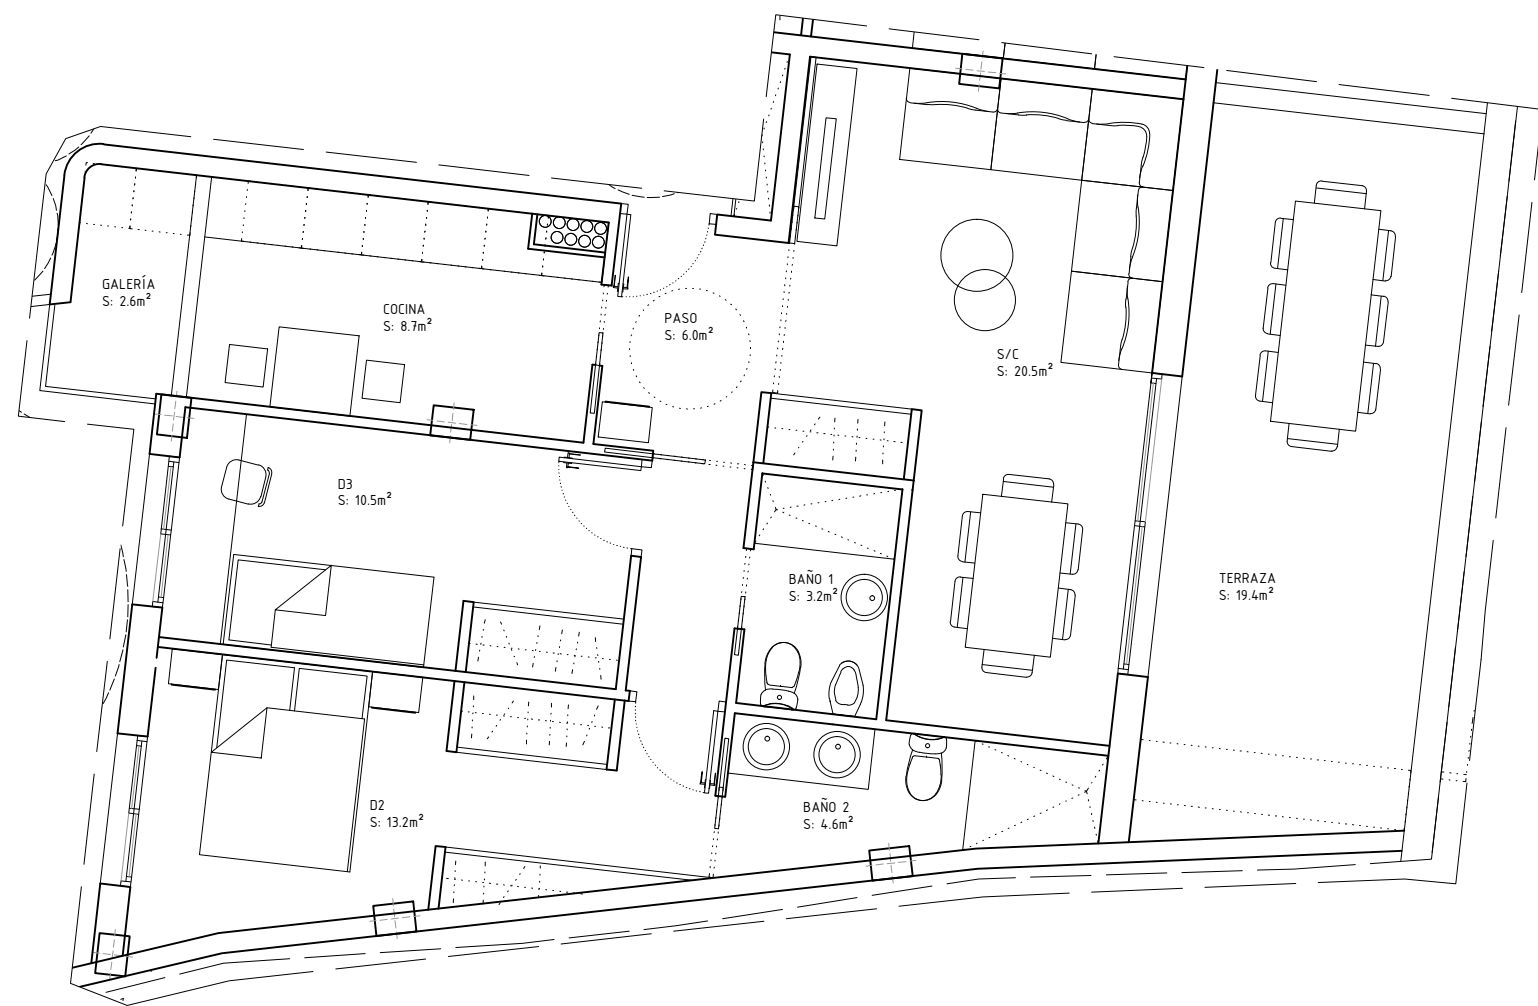 GALERÍA
S: 2.6m²
COCINA
S: 8.7m²
PASO
S: 6.0m²
S/C
S: 20.5m²
D3
S: 10.5m²
BAÑO 1
S: 3.2m²
TERRAZA
S: 19.4m²
D2
S: 13.2m²
BAÑO 2
S: 4.6m²